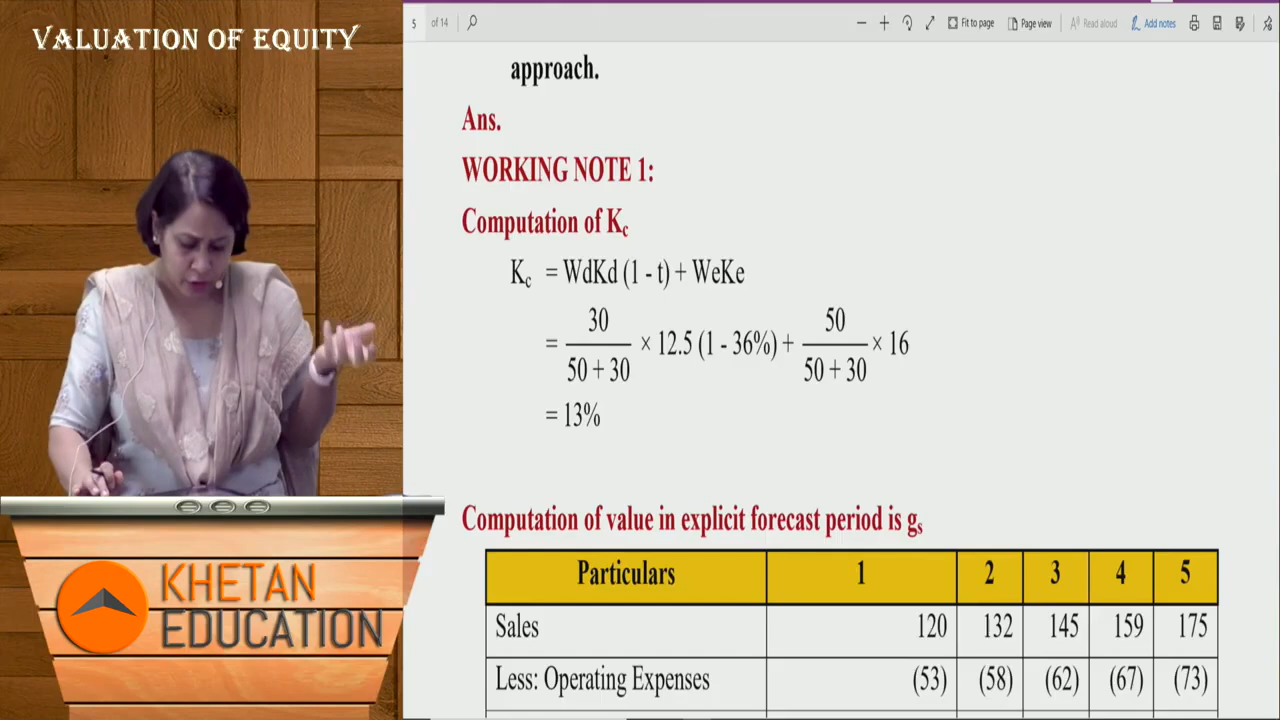 VALUATION OF EQUITY
5 of 14
Fit to page
Page view
Read aloud
Add notes
approach.
Ans.
WORKING NOTE 1:
Computation of Kc
Kc = WdKd (1 - t) + WeKe
= 30 / 50 + 30 × 12.5 (1 - 36%) + 50 / 50 + 30 × 16
= 13%
Computation of value in explicit forecast period is gs
Particulars 1 2 3 4 5
Sales 120 132 145 159 175
Less: Operating Expenses (53) (58) (62) (67) (73)
KHETAN
EDUCATION